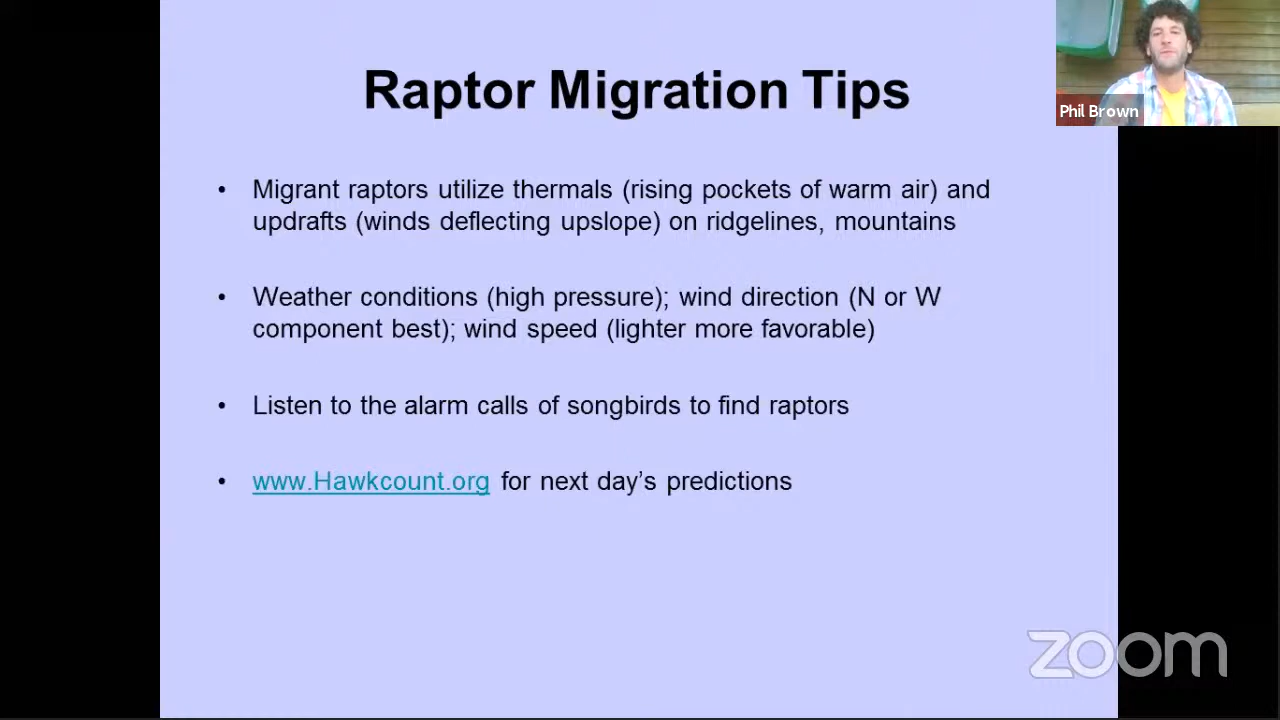 Raptor Migration Tips
Phil Brown
• Migrant raptors utilize thermals (rising pockets of warm air) and
updrafts (winds deflecting upslope) on ridgelines, mountains
• Weather conditions (high pressure); wind direction (N or W
component best); wind speed (lighter more favorable)
• Listen to the alarm calls of songbirds to find raptors
• www.Hawkcount.org for next day’s predictions
zoom